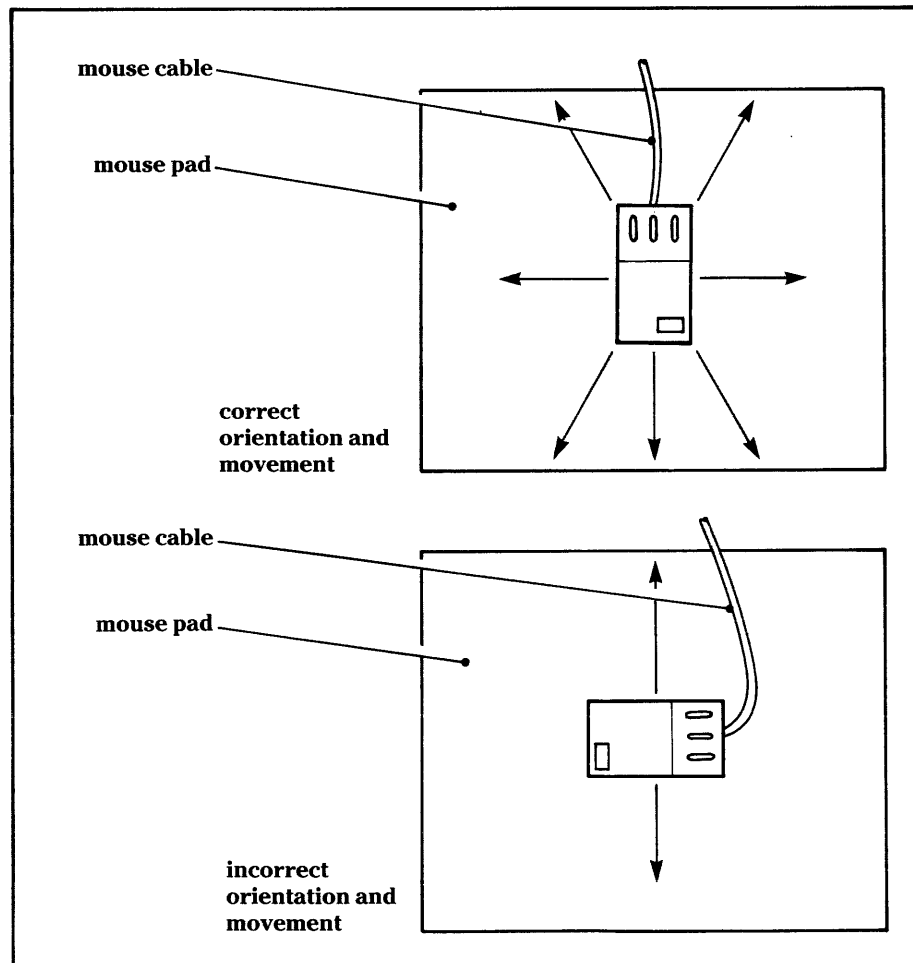 mouse cable
mouse pad
correct
orientation and
movement
mouse cable
mouse pad
incorrect
orientation and
movement